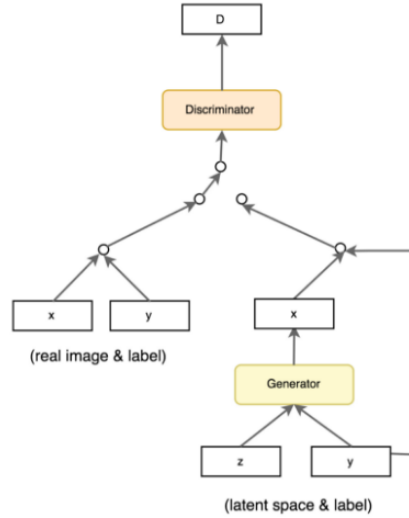 D
Discriminator
x
y
x
(real image & label)
Generator
z
y
(latent space & label)